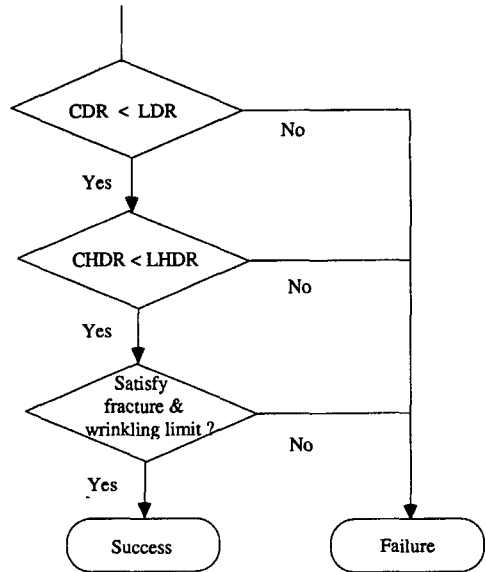 CDR < LDR
No
Yes
CHDR < LHDR
No
Yes
Satisfy
fracture &
wrinkling limit ?
No
Yes
Success
Failure